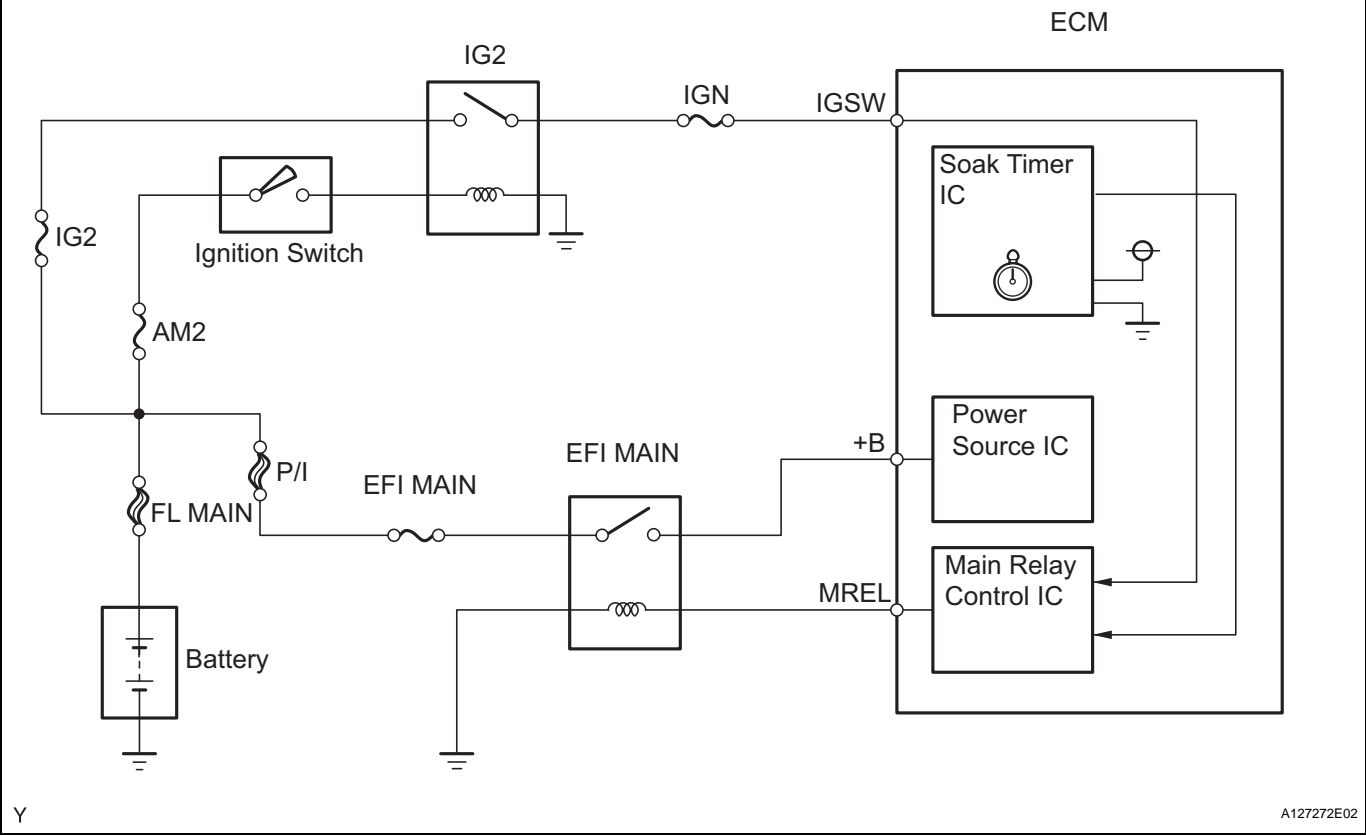 ECM
IG2
IGN
IGSW
Soak Timer
IC
IG2
Ignition Switch
AM2
Power
Source IC
+B
EFI MAIN
P/I
EFI MAIN
FL MAIN
Main Relay
Control IC
MREL
Battery
Y
A127272E02